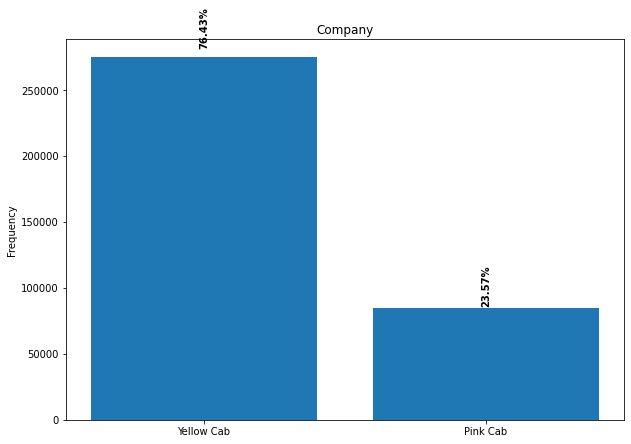 76.43%
Company
250000
200000
150000
100000
50000
0
Frequency
23.57%
Yellow Cab
Pink Cab